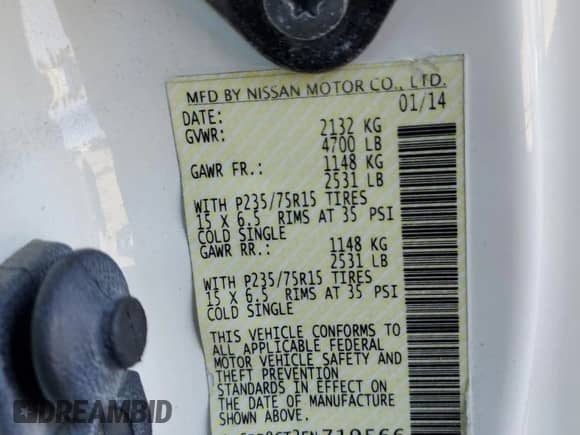 MFD BY NISSAN MOTOR CO., LTD.
DATE: 01/14
GVWR: 2132 KG
4700 LB
GAWR FR.: 1148 KG
2531 LB
WITH P235/75R15 TIRES
15 X 6.5 RIMS AT 35 PSI
COLD SINGLE
GAWR RR.: 1148 KG
2531 LB
WITH P235/75R15 TIRES
15 X 6.5 RIMS AT 35 PSI
COLD SINGLE
THIS VEHICLE CONFORMS TO
ALL APPLICABLE FEDERAL
MOTOR VEHICLE SAFETY AND
THEFT PREVENTION
STANDARDS IN EFFECT ON
THE DATE OF MANUFACTURE
SHOWN ABOVE.
A AUTOHELPERBOT.COM